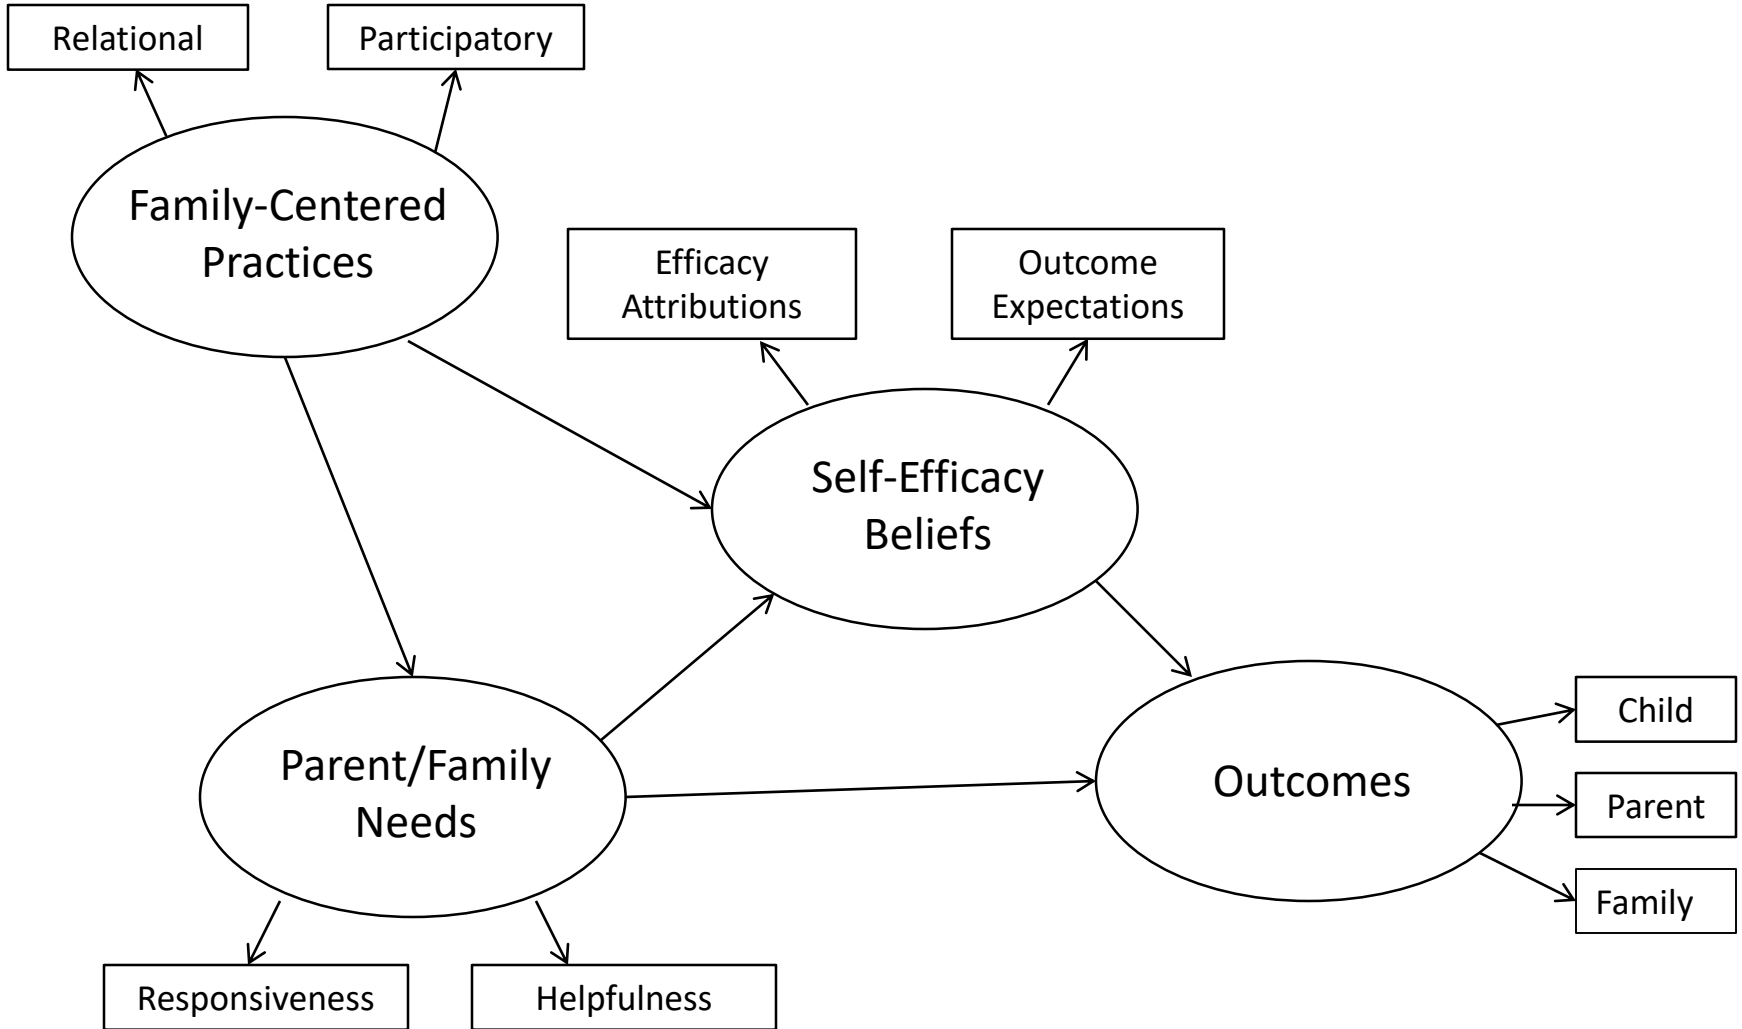 Relational
Participatory
Family-Centered
Practices
Efficacy
Attributions
Outcome
Expectations
Self-Efficacy
Beliefs
Parent/Family
Needs
Outcomes
Child
Parent
Family
Responsiveness
Helpfulness